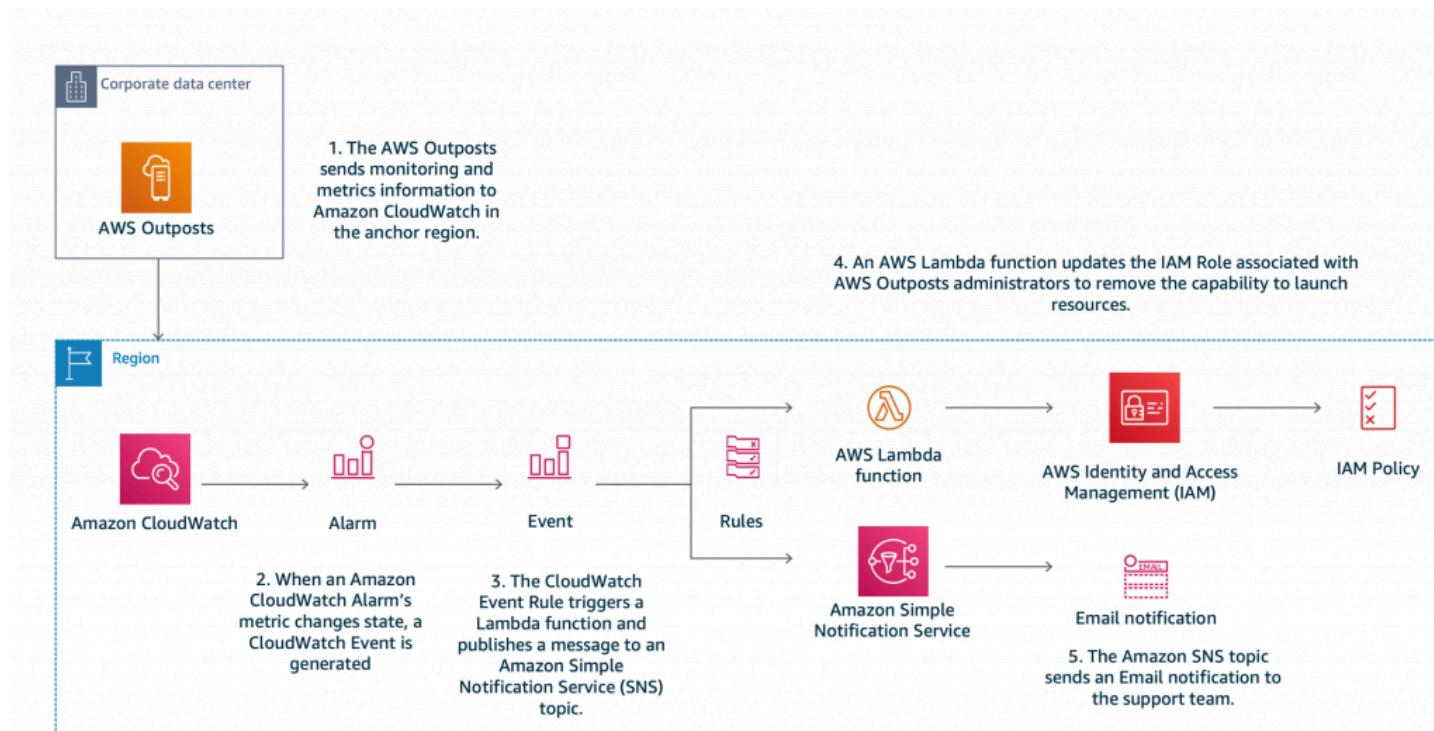 Corporate data center
AWS Outposts
1. The AWS Outposts
sends monitoring and
metrics information to
Amazon CloudWatch in
the anchor region.
4. An AWS Lambda function updates the IAM Role associated with
AWS Outposts administrators to remove the capability to launch
resources.
Region
Amazon CloudWatch
Alarm
Event
Rules
AWS Lambda
function
AWS Identity and Access
Management (IAM)
IAM Policy
2. When an Amazon
CloudWatch Alarm's
metric changes state, a
CloudWatch Event is
generated
3. The CloudWatch
Event Rule triggers a
Lambda function and
publishes a message to an
Amazon Simple
Notification Service (SNS)
topic.
Amazon Simple
Notification Service
EMAIL
Email notification
5. The Amazon SNS topic
sends an Email notification to
the support team.